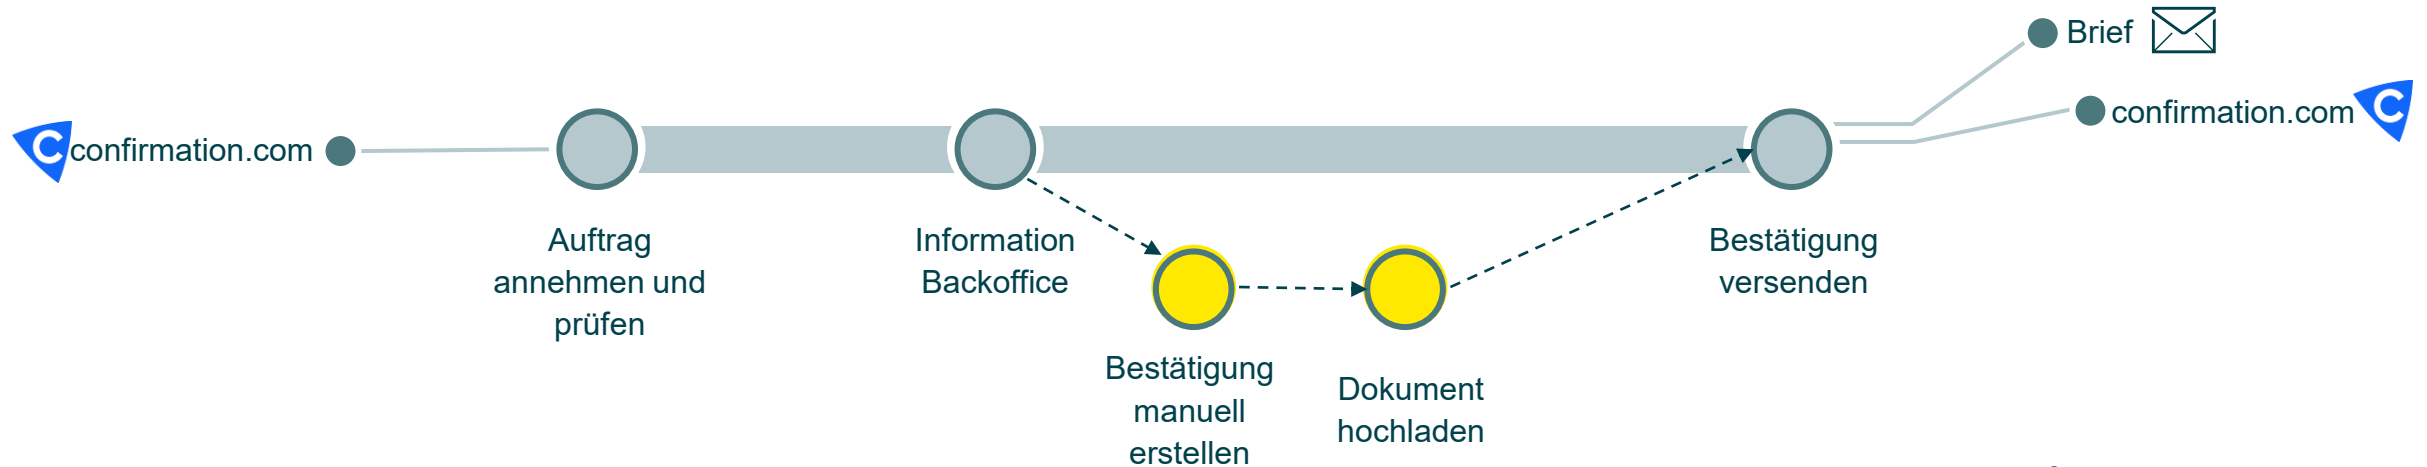 confirmation.com
Auftrag
annehmen und
prüfen
Information
Backoffice
Bestätigung
manuell
erstellen
Dokument
hochladen
Bestätigung
versenden
Brief
confirmation.com